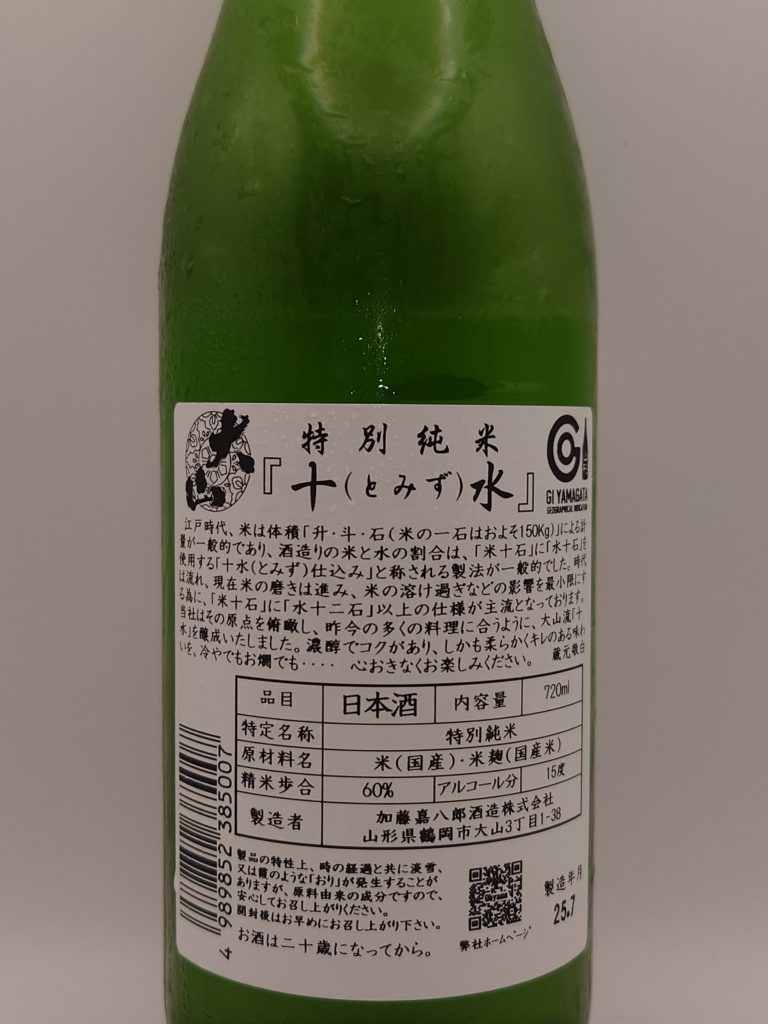 大山
特別純米
『十(とみず)水』
GI YAMAGATA
GEOGRAPHICAL INDICATION
江戸時代、米は体積「升・斗・石(米の一石はおよそ150Kg)」による計
量が一般的であり、酒造りの米と水の割合は、「米十石」に「水十石」を
使用する「十水(とみず)仕込み」と称される製法が一般的でした。時代
は流れ、現在米の磨きは進み、米の溶け過ぎなどの影響を最小限にす
る為に、「米十石」に「水十二石」以上の仕様が主流となっております。
当社はその原点を俯瞰し、昨今の多くの料理に合うように、大山流「十
水」を醸成いたしました。濃醇でコクがあり、しかも柔らかくキレのある味わ
いを、冷やでもお燗でも・・・・ 心おきなくお楽しみください。 蔵元敬白
品目 日本酒 内容量 720ml
特定名称 特別純米
原材料名 米(国産)・米麹(国産米)
精米歩合 60% アルコール分 15度
製造者 加藤嘉八郎酒造株式会社
山形県鶴岡市大山3丁目1-38
4 989852 385007
製品の特性上、時の経過と共に淡雪、
又は霞のような「おり」が発生することが
ありますが、原料由来の成分ですので、
安心してお召し上がりください。
開封後はお早めにお召し上がり下さい。
お酒は二十歳になってから。
弊社ホームページ
製造年月
25.7